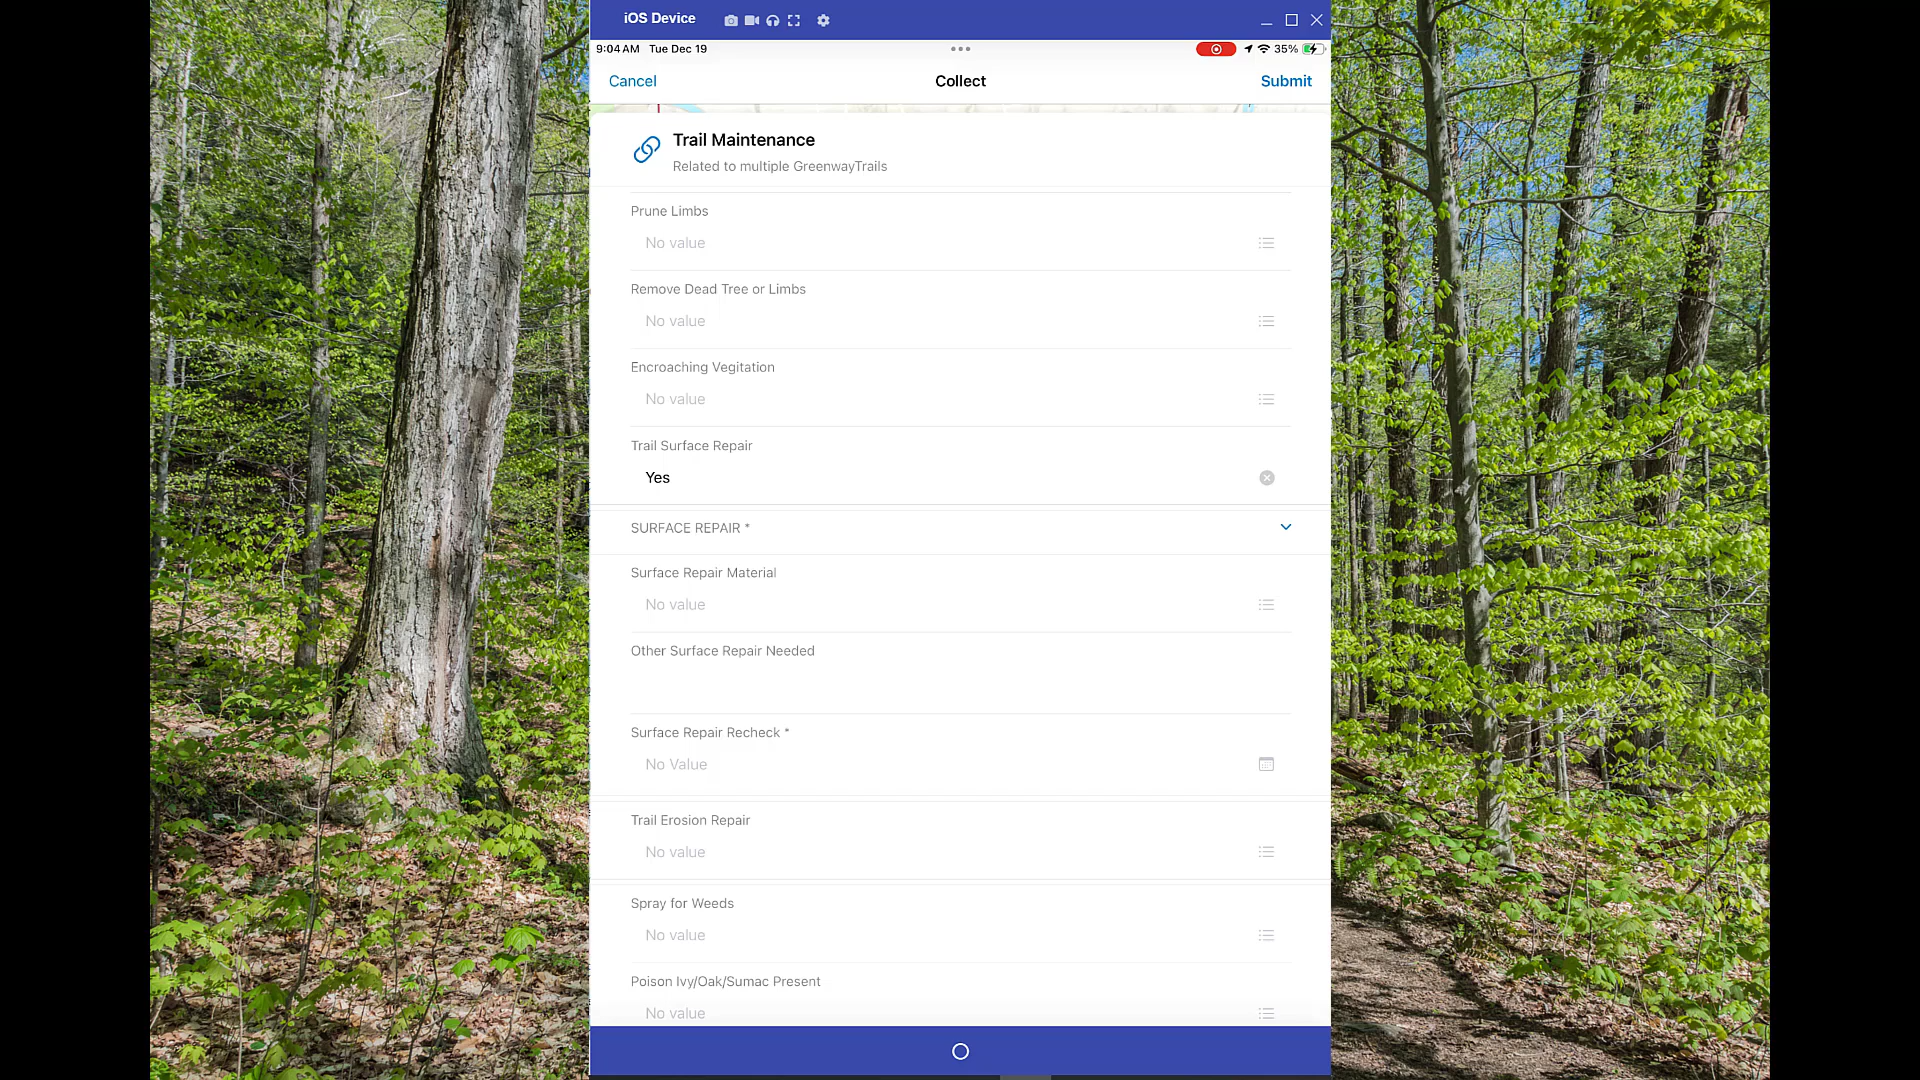 iOS Device
9:04 AM Tue Dec 19
35%
Cancel Collect Submit
Trail Maintenance
Related to multiple GreenwayTrails
Prune Limbs
No value
Remove Dead Tree or Limbs
No value
Encroaching Vegitation
No value
Trail Surface Repair
Yes
SURFACE REPAIR *
Surface Repair Material
No value
Other Surface Repair Needed
Surface Repair Recheck *
No Value
Trail Erosion Repair
No value
Spray for Weeds
No value
Poison Ivy/Oak/Sumac Present
No value